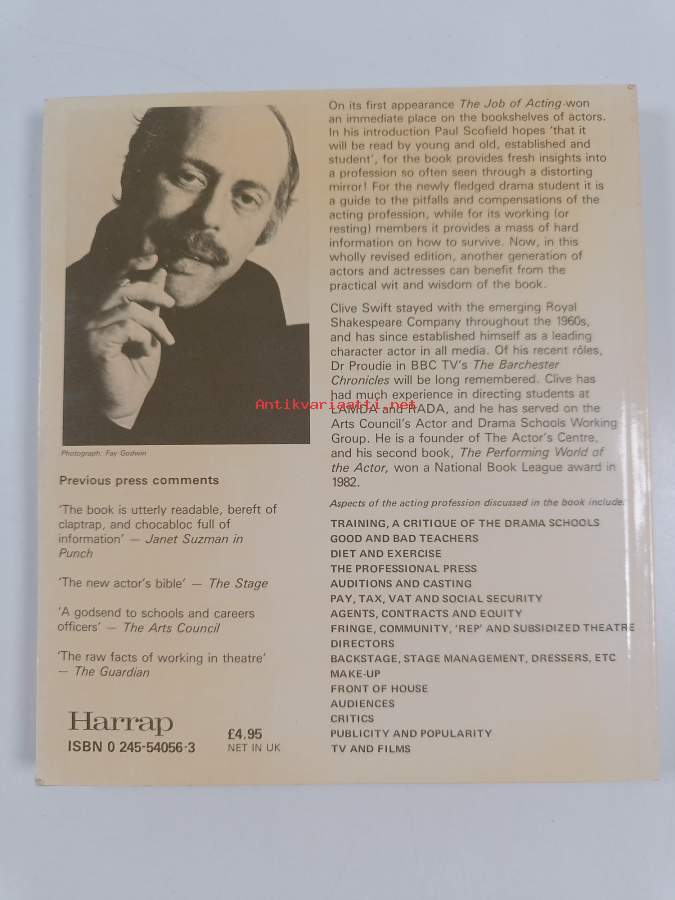 On its first appearance The Job of Acting won
an immediate place on the bookshelves of actors.
In his introduction Paul Scofield hopes 'that it
will be read by young and old, established and
student', for the book provides fresh insights into
a profession so often seen through a distorting
mirror! For the newly fledged drama student it is
a guide to the pitfalls and compensations of the
acting profession, while for its working (or
resting) members it provides a mass of hard
information on how to survive. Now, in this
wholly revised edition, another generation of
actors and actresses can benefit from the
practical wit and wisdom of the book.
Clive Swift stayed with the emerging Royal
Shakespeare Company throughout the 1960s,
and has since established himself as a leading
character actor in all media. Of his recent rôles,
Dr Proudie in BBC TV's The Barchester
Chronicles will be long remembered. Clive has
had much experience in directing students at
LAMDA and RADA, and he has served on the
Arts Council's Actor and Drama Schools Working
Group. He is a founder of The Actor's Centre,
and his second book, The Performing World of
the Actor, won a National Book League award in
1982.
Antikvariaatti.net
Photograph: Fay Godwin
Previous press comments
'The book is utterly readable, bereft of
claptrap, and chocabloc full of
information' — Janet Suzman in
Punch
'The new actor's bible' — The Stage
'A godsend to schools and careers
officers' — The Arts Council
'The raw facts of working in theatre'
— The Guardian
Aspects of the acting profession discussed in the book include:
TRAINING, A CRITIQUE OF THE DRAMA SCHOOLS
GOOD AND BAD TEACHERS
DIET AND EXERCISE
THE PROFESSIONAL PRESS
AUDITIONS AND CASTING
PAY, TAX, VAT AND SOCIAL SECURITY
AGENTS, CONTRACTS AND EQUITY
FRINGE, COMMUNITY, 'REP' AND SUBSIDIZED THEATRE
DIRECTORS
BACKSTAGE, STAGE MANAGEMENT, DRESSERS, ETC
MAKE-UP
FRONT OF HOUSE
AUDIENCES
CRITICS
PUBLICITY AND POPULARITY
TV AND FILMS
Harrap
ISBN 0 245-54056-3
£4.95
NET IN UK